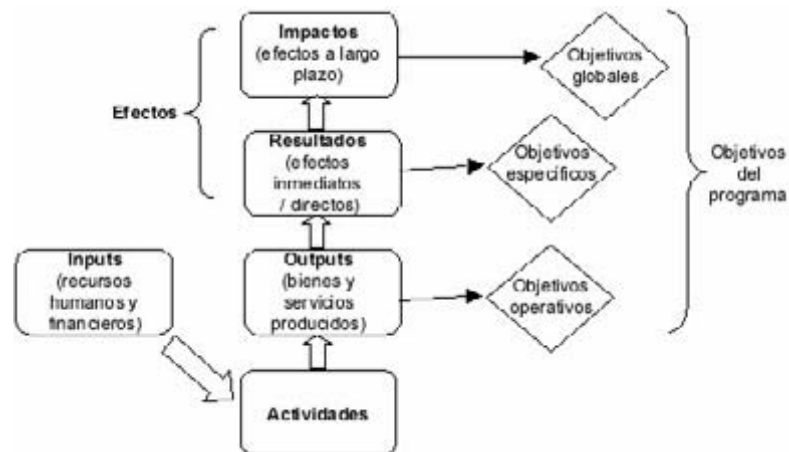 Impactos
(efectos a largo
plazo)
Objetivos
globales
Efectos
Resultados
(efectos
inmediatos
/ directos)
Objetivos
específicos
Objetivos
del
programa
Inputs
(recursos
humanos y
financieros)
Outputs
(bienes y
servicios
producidos)
Objetivos
operativos
Actividades